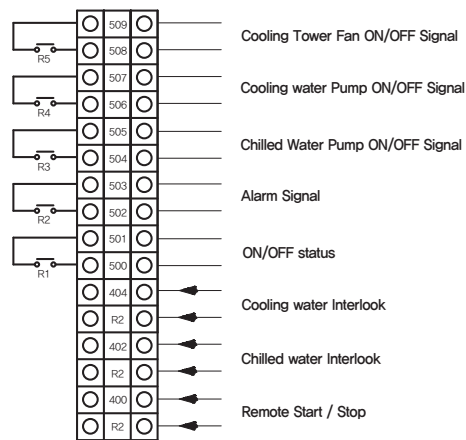 509
Cooling Tower Fan ON/OFF Signal
R5
508
507
Cooling water Pump ON/OFF Signal
R4
506
505
Chilled Water Pump ON/OFF Signal
R3
504
503
Alarm Signal
R2
502
501
ON/OFF status
R1
500
404
Cooling water Interlook
R2
402
Chilled water Interlook
R2
400
Remote Start / Stop
R2